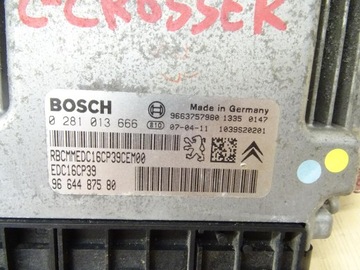 C-CROSSER
BOSCH
Made in Germany
9663757980 1335 0147
0 281 013 666
810 07-04-11 1039S20201
RBCMMEDC16CP39CEM00
EDC16CP39
96 644 875 80